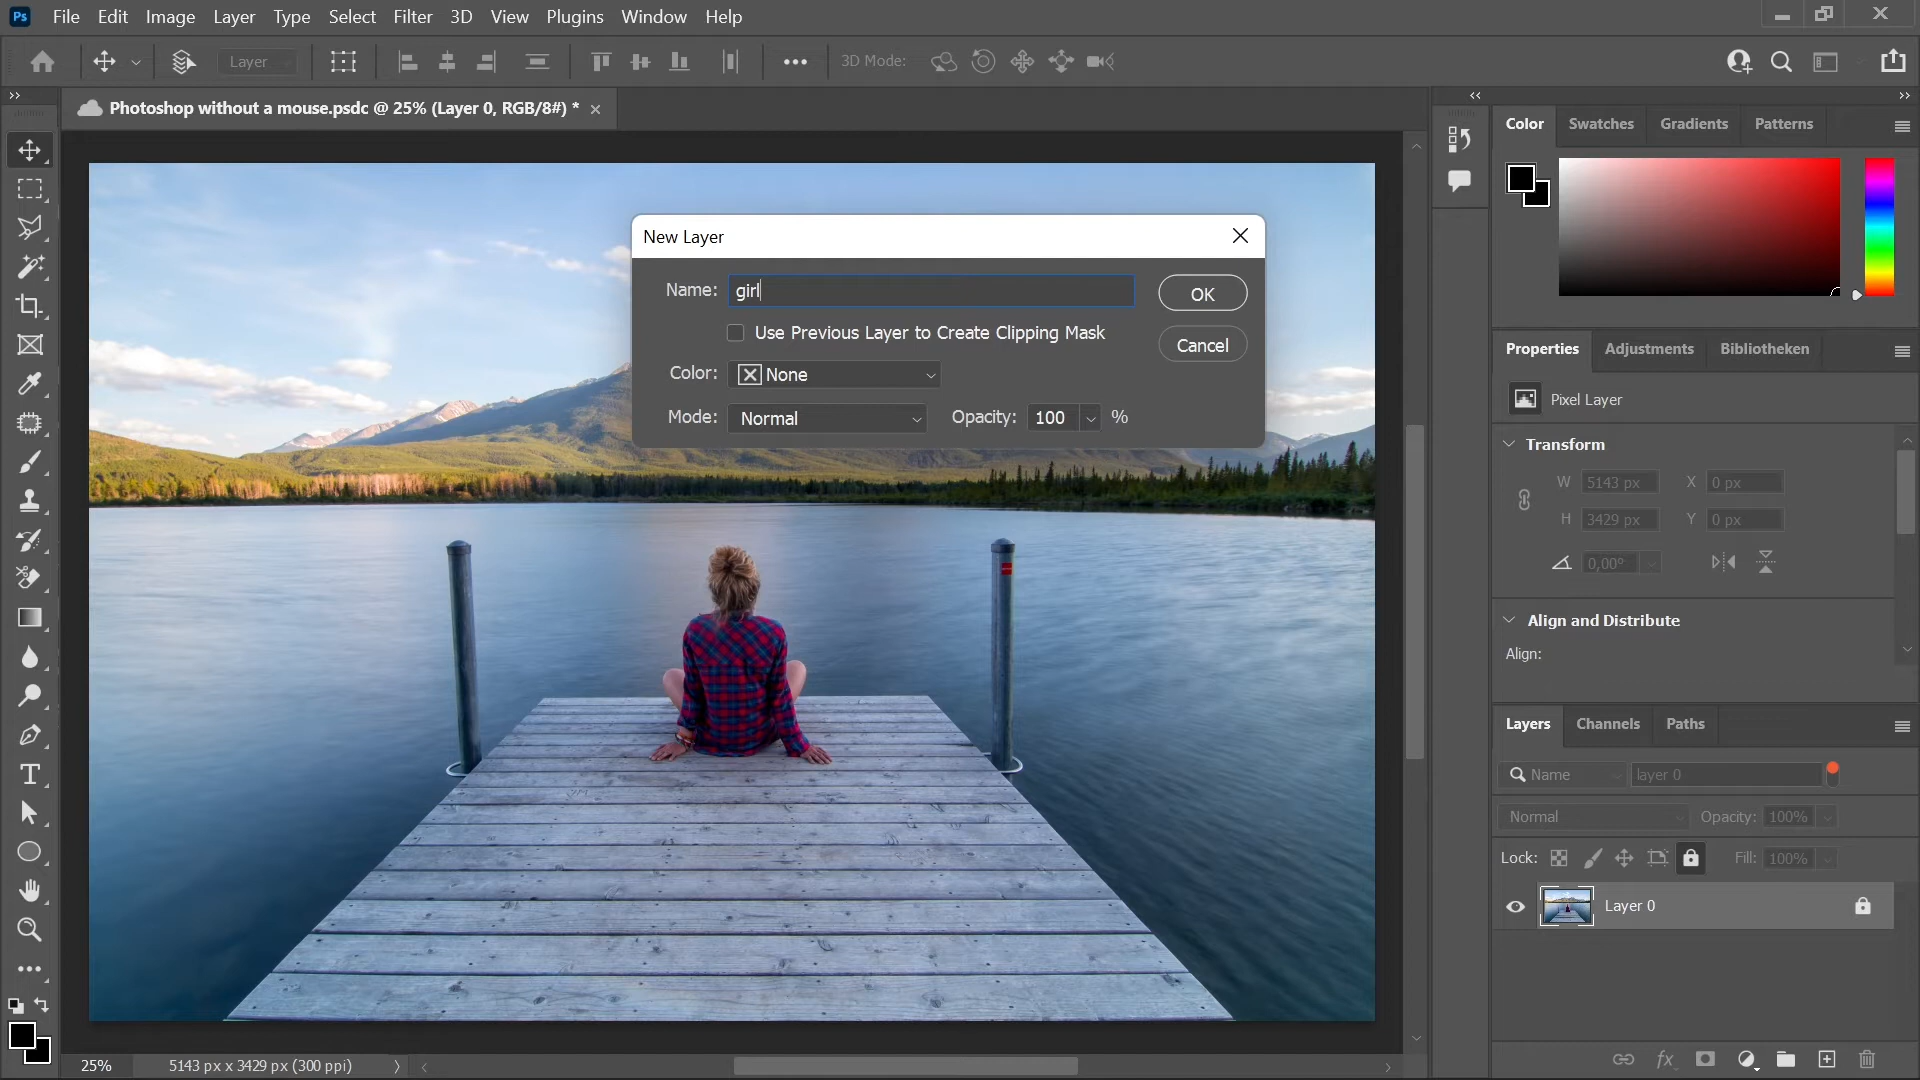 Ps File Edit Image Layer Type Select Filter 3D View Plugins Window Help
Layer 3D Mode:
Photoshop without a mouse.psdc @ 25% (Layer 0, RGB/8#) *
New Layer
Name: girl OK
Use Previous Layer to Create Clipping Mask
Cancel
Color: None
Mode: Normal Opacity: 100 %
Color Swatches Gradients Patterns
Properties Adjustments Bibliotheken
Pixel Layer
Transform
W 5143 px X 0 px
H 3429 px Y 0 px
0,00°
Align and Distribute
Align:
Layers Channels Paths
Name layer 0
Normal Opacity: 100%
Lock: Fill: 100%
Layer 0
fx
25% 5143 px x 3429 px (300 ppi)